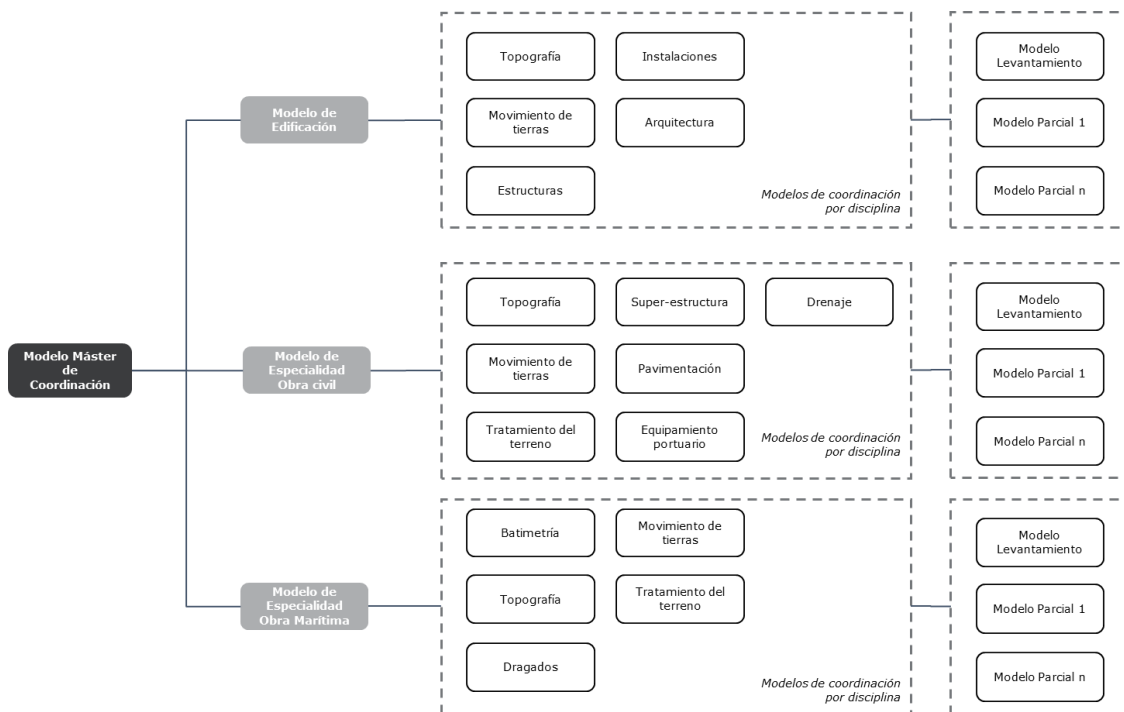 Modelo Máster
de
Coordinación
Modelo de
Edificación
Topografía
Instalaciones
Movimiento de
tierras
Arquitectura
Estructuras
Modelos de coordinación
por disciplina
Modelo
Levantamiento
Modelo Parcial 1
Modelo Parcial n
Modelo de
Especialidad
Obra civil
Topografía
Super-estructura
Drenaje
Movimiento de
tierras
Pavimentación
Tratamiento del
terreno
Equipamiento
portuario
Modelos de coordinación
por disciplina
Modelo
Levantamiento
Modelo Parcial 1
Modelo Parcial n
Modelo de
Especialidad
Obra Marítima
Batimetría
Movimiento de
tierras
Topografía
Tratamiento del
terreno
Dragados
Modelos de coordinación
por disciplina
Modelo
Levantamiento
Modelo Parcial 1
Modelo Parcial n